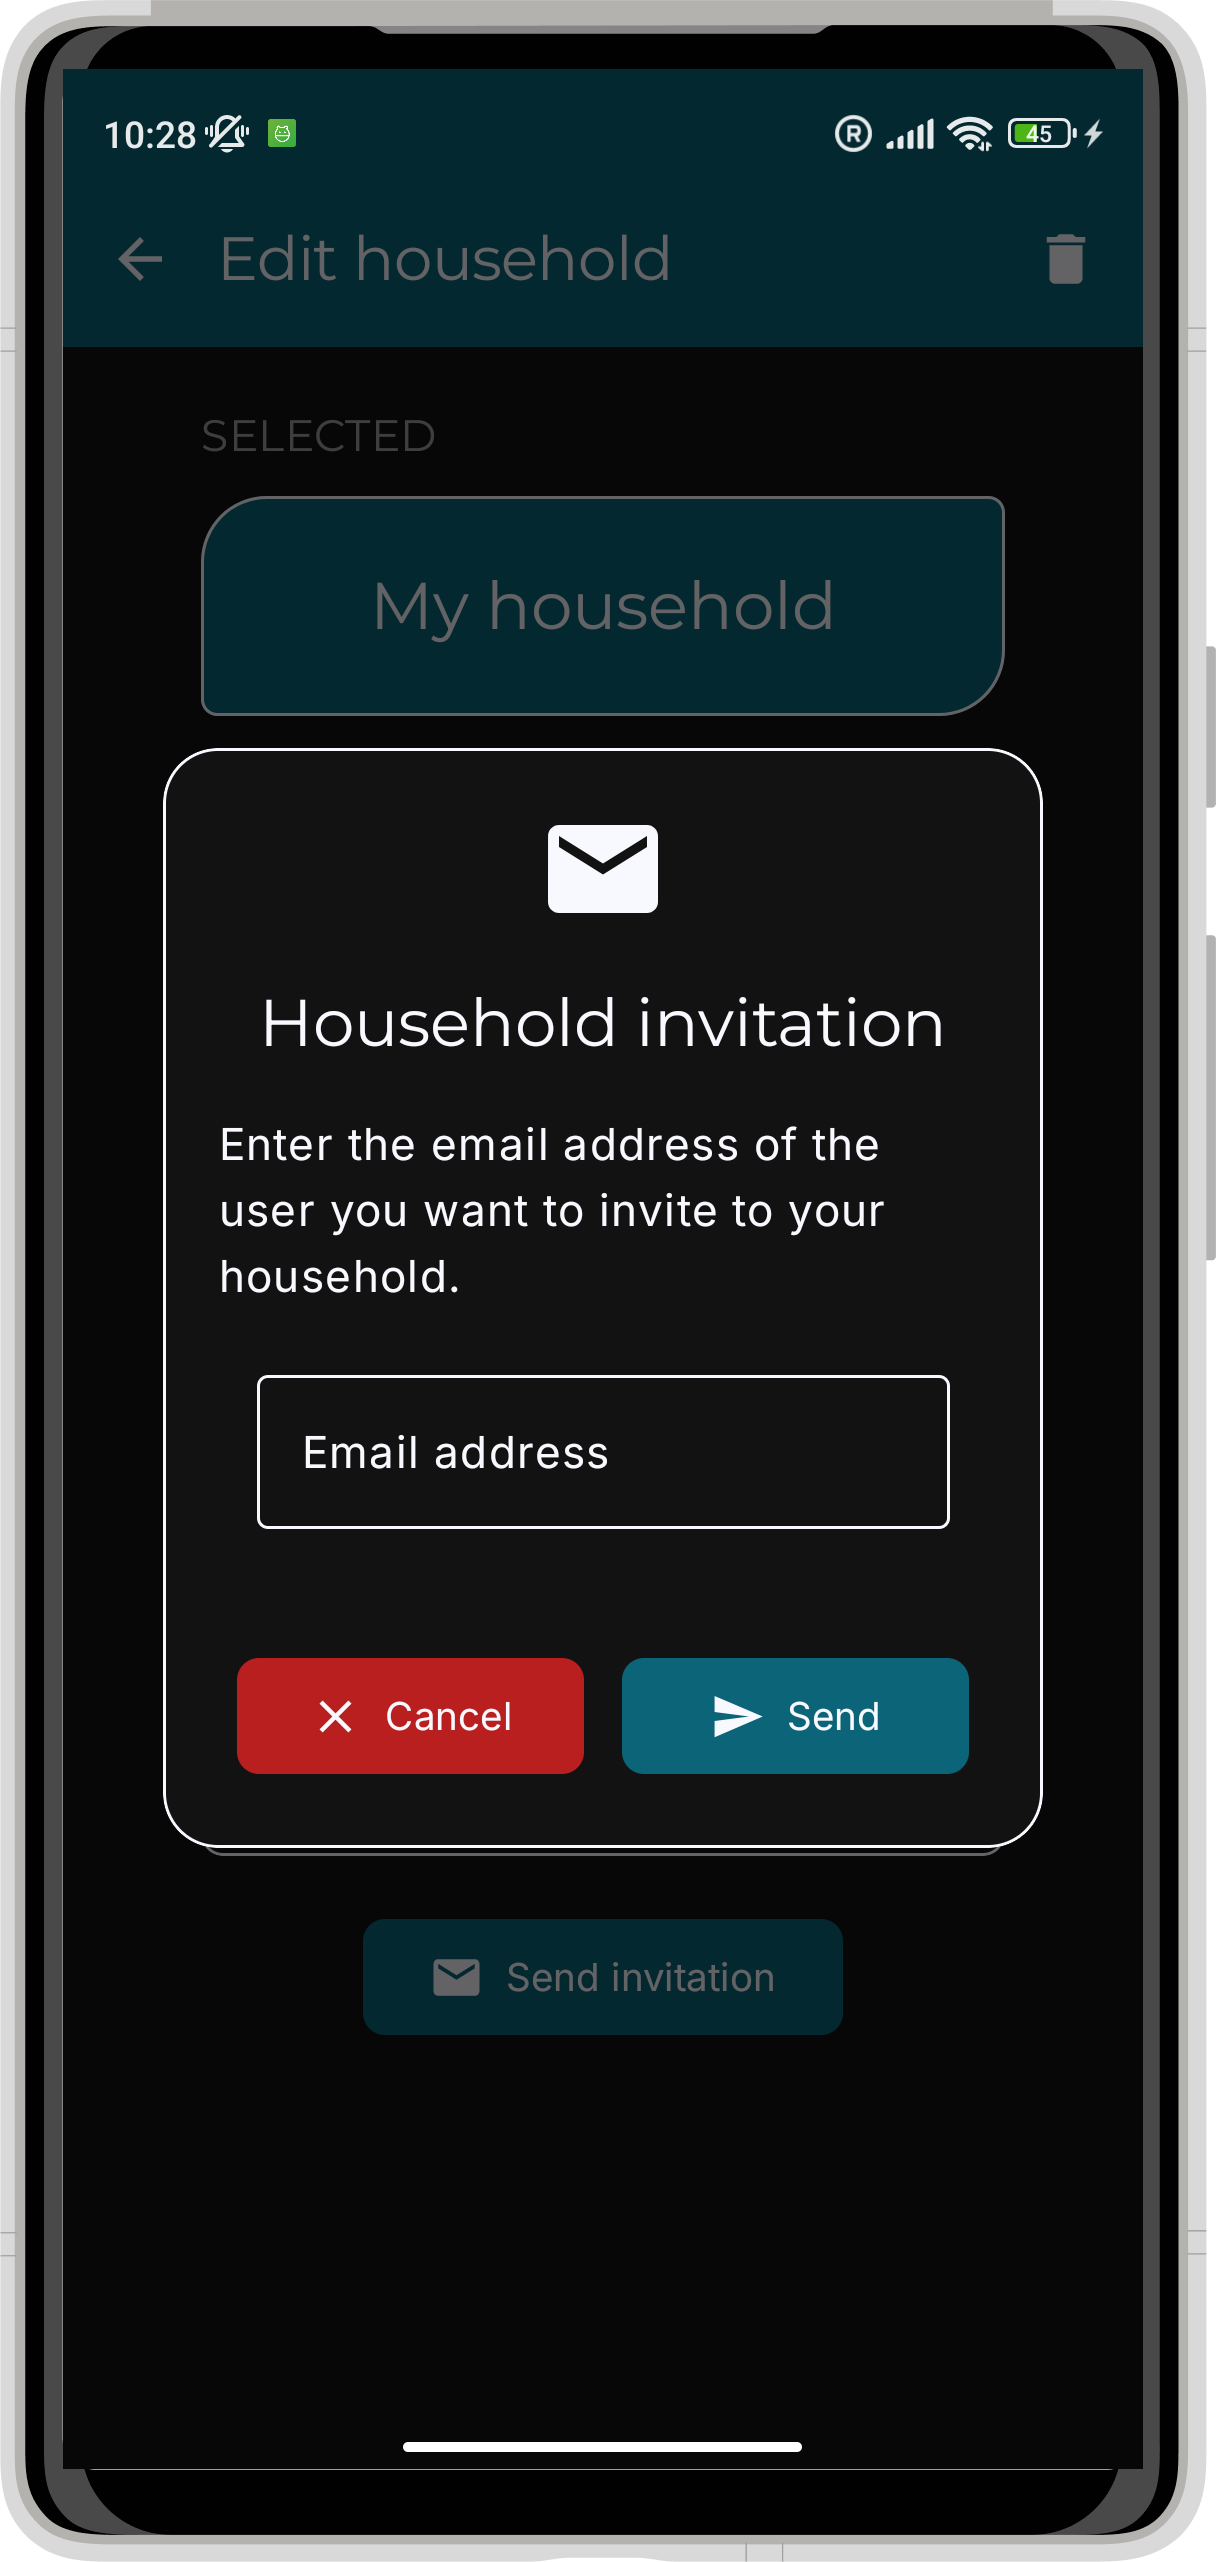 10:28
R
45
Edit household
SELECTED
My household
Household invitation
Enter the email address of the
user you want to invite to your
household.
Email address
Cancel
Send
Send invitation